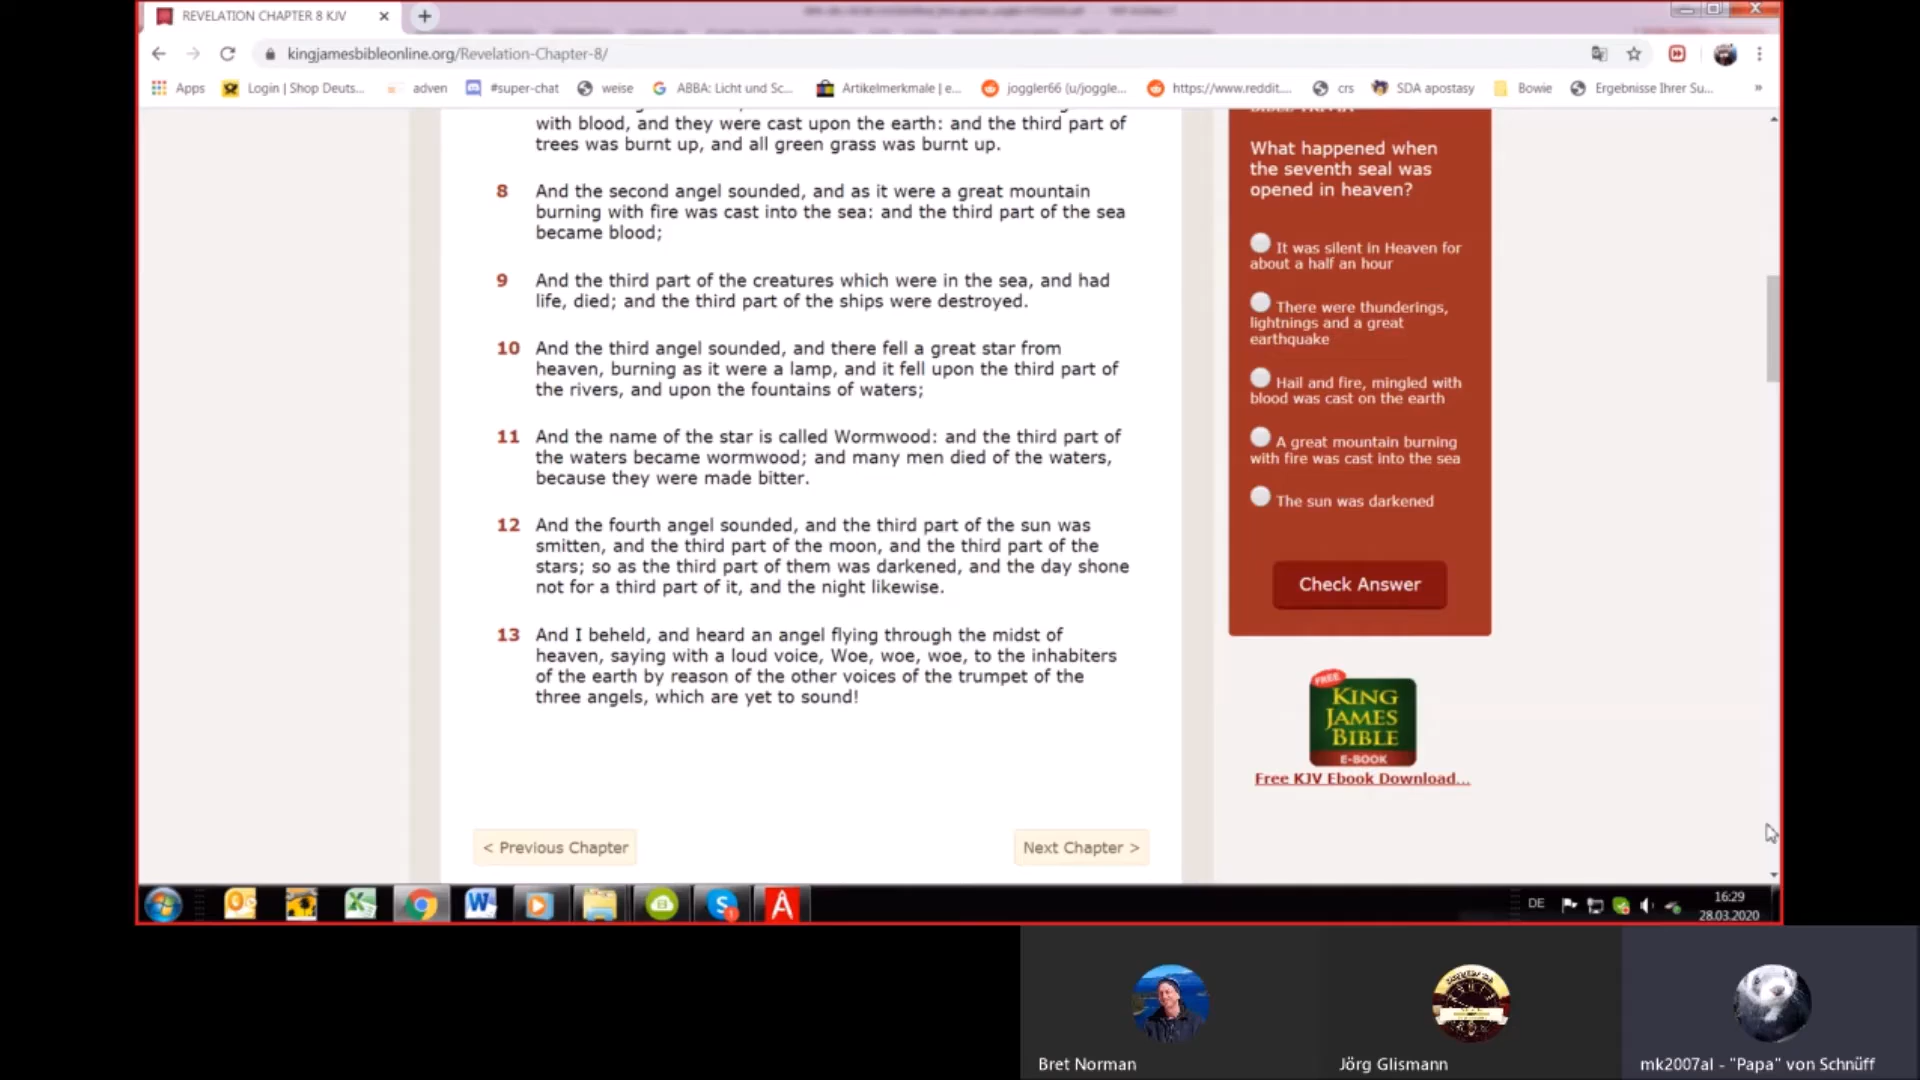 REVELATION CHAPTER 8 KJV
kingjamesbibleonline.org/Revelation-Chapter-8/
Apps
Login | Shop Deuts...
adven
#super-chat
weise
ABBA: Licht und Sc...
Artikelmerkmale | e...
joggler66 (u/joggle...
https://www.reddit....
crs
SDA apostasy
Bowie
Ergebnisse Ihrer Su...
»
with blood, and they were cast upon the earth: and the third part of
trees was burnt up, and all green grass was burnt up.
8 And the second angel sounded, and as it were a great mountain
burning with fire was cast into the sea: and the third part of the sea
became blood;
9 And the third part of the creatures which were in the sea, and had
life, died; and the third part of the ships were destroyed.
10 And the third angel sounded, and there fell a great star from
heaven, burning as it were a lamp, and it fell upon the third part of
the rivers, and upon the fountains of waters;
11 And the name of the star is called Wormwood: and the third part of
the waters became wormwood; and many men died of the waters,
because they were made bitter.
12 And the fourth angel sounded, and the third part of the sun was
smitten, and the third part of the moon, and the third part of the
stars; so as the third part of them was darkened, and the day shone
not for a third part of it, and the night likewise.
13 And I beheld, and heard an angel flying through the midst of
heaven, saying with a loud voice, Woe, woe, woe, to the inhabiters
of the earth by reason of the other voices of the trumpet of the
three angels, which are yet to sound!
< Previous Chapter
Next Chapter >
What happened when
the seventh seal was
opened in heaven?
It was silent in Heaven for
about a half an hour
There were thunderings,
lightnings and a great
earthquake
Hail and fire, mingled with
blood was cast on the earth
A great mountain burning
with fire was cast into the sea
The sun was darkened
Check Answer
FREE
KING
JAMES
BIBLE
E-BOOK
Free KJV Ebook Download...
DE
16:29
28.03.2020
Bret Norman
Jörg Glismann
mk2007al - "Papa" von Schnüff